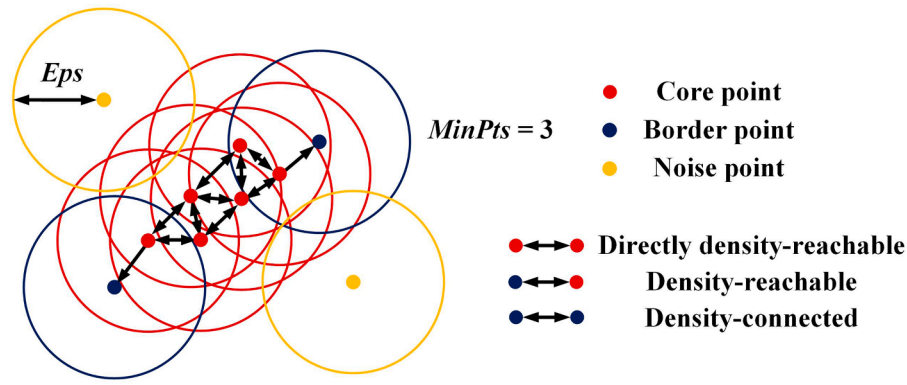 Eps
MinPts = 3
Core point
Border point
Noise point
Directly density-reachable
Density-reachable
Density-connected